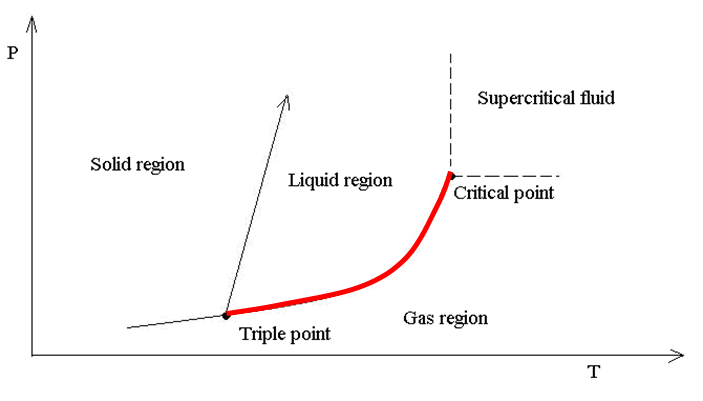 P
Supercritical fluid
Solid region
Liquid region
Critical point
Gas region
Triple point
T